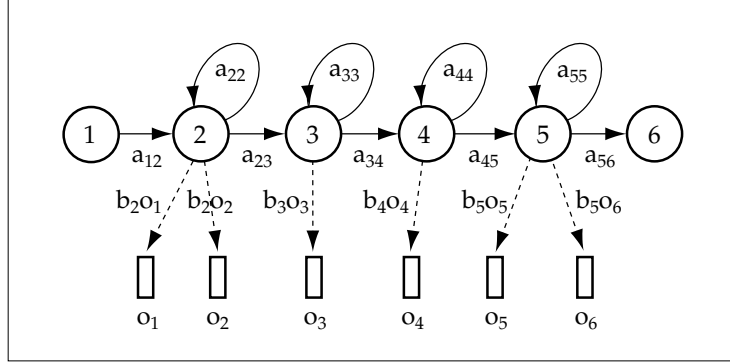 a₂₂ a₃₃ a₄₄ a₅₅
1 2 3 4 5 6
a₁₂ a₂₃ a₃₄ a₄₅ a₅₆
b₂o₁ b₂o₂ b₃o₃ b₄o₄ b₅o₅ b₅o₆
o₁ o₂ o₃ o₄ o₅ o₆